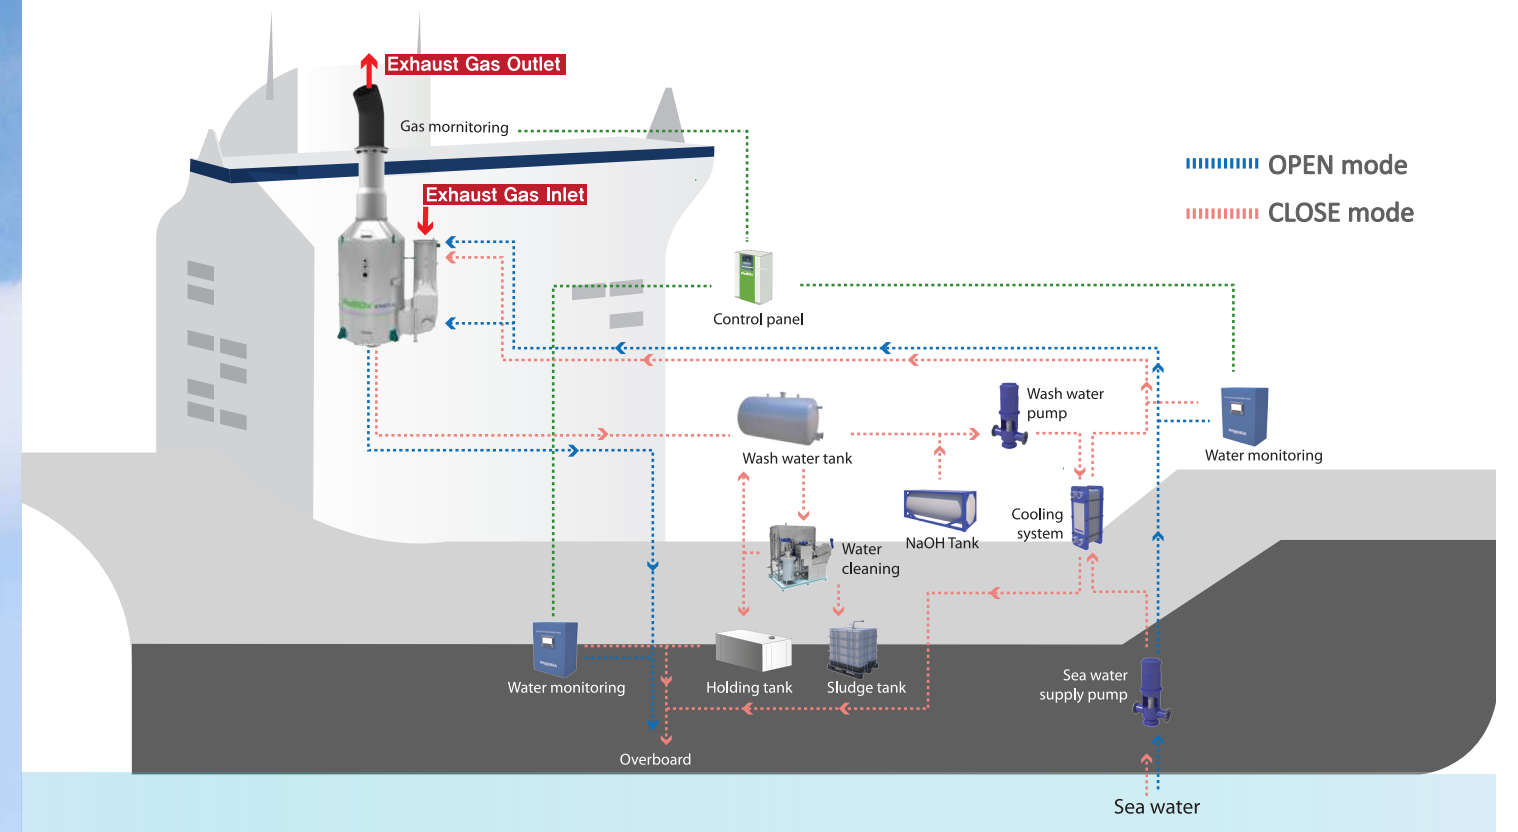 Exhaust Gas Outlet
Gas mornitoring
OPEN mode
Exhaust Gas Inlet
CLOSE mode
Control panel
Wash water
pump
Wash water tank
Water monitoring
Cooling
system
NaOH Tank
Water
cleaning
Sea water
supply pump
Water monitoring
Holding tank
Sludge tank
Overboard
Sea water